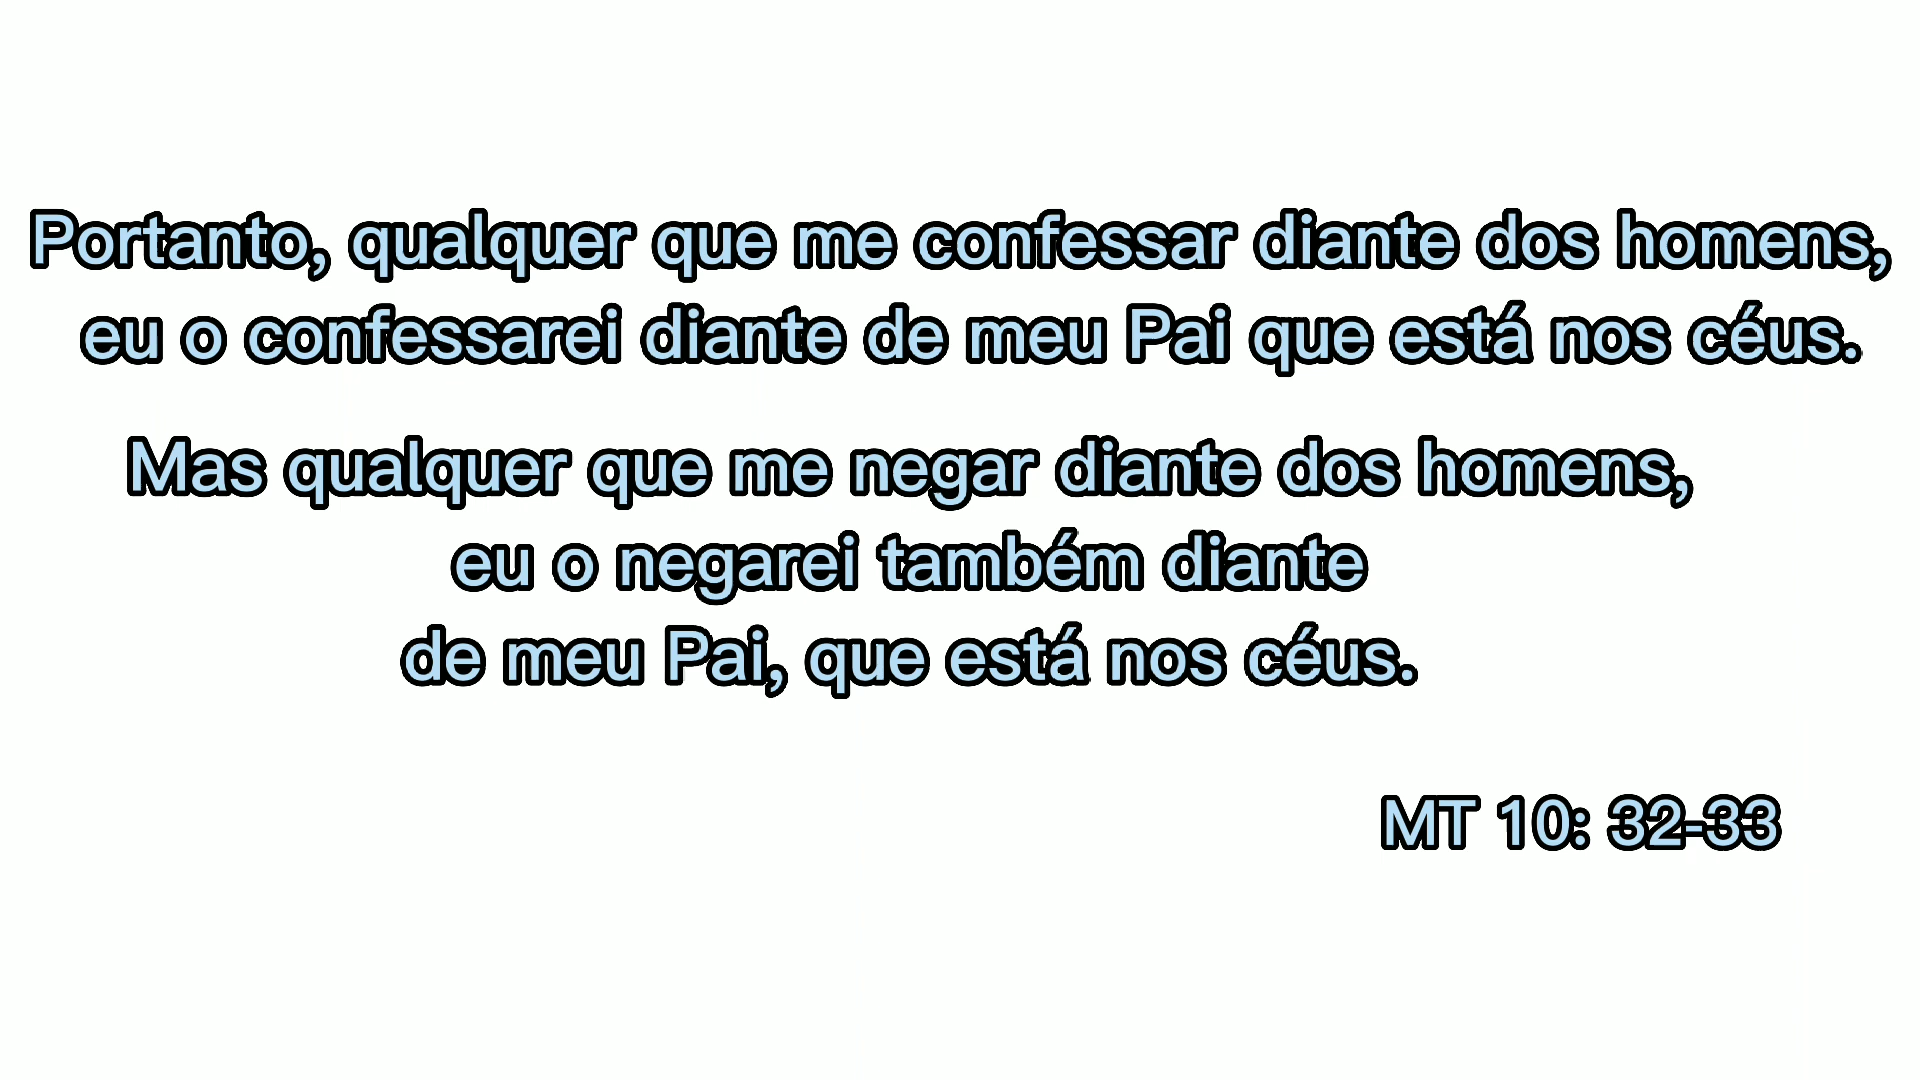 Portanto, qualquer que me confessar diante dos homens,
eu o confessarei diante de meu Pai que está nos céus.
Mas qualquer que me negar diante dos homens,
eu o negarei também diante
de meu Pai, que está nos céus.
MT 10: 32-33